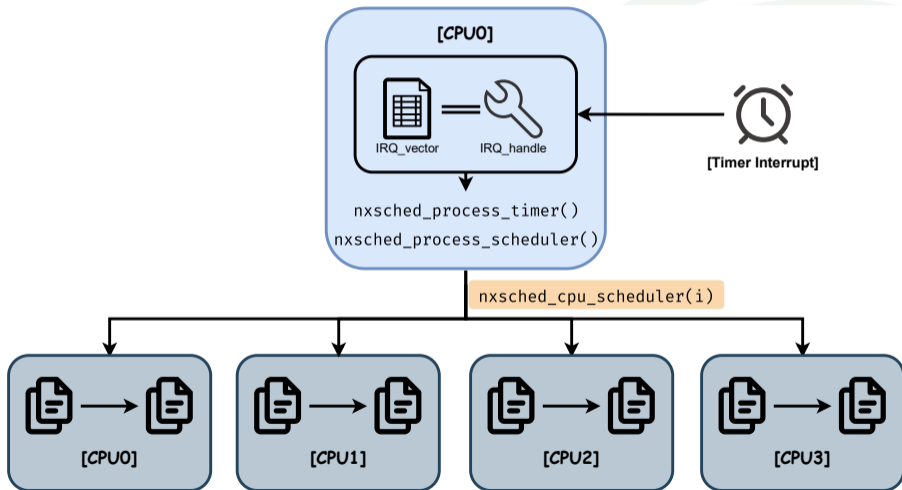 [CPU0]
IRQ_vector
IRQ_handle
[Timer Interrupt]
nxsched_process_timer()
nxsched_process_scheduler()
nxsched_cpu_scheduler(i)
[CPU0]
[CPU1]
[CPU2]
[CPU3]